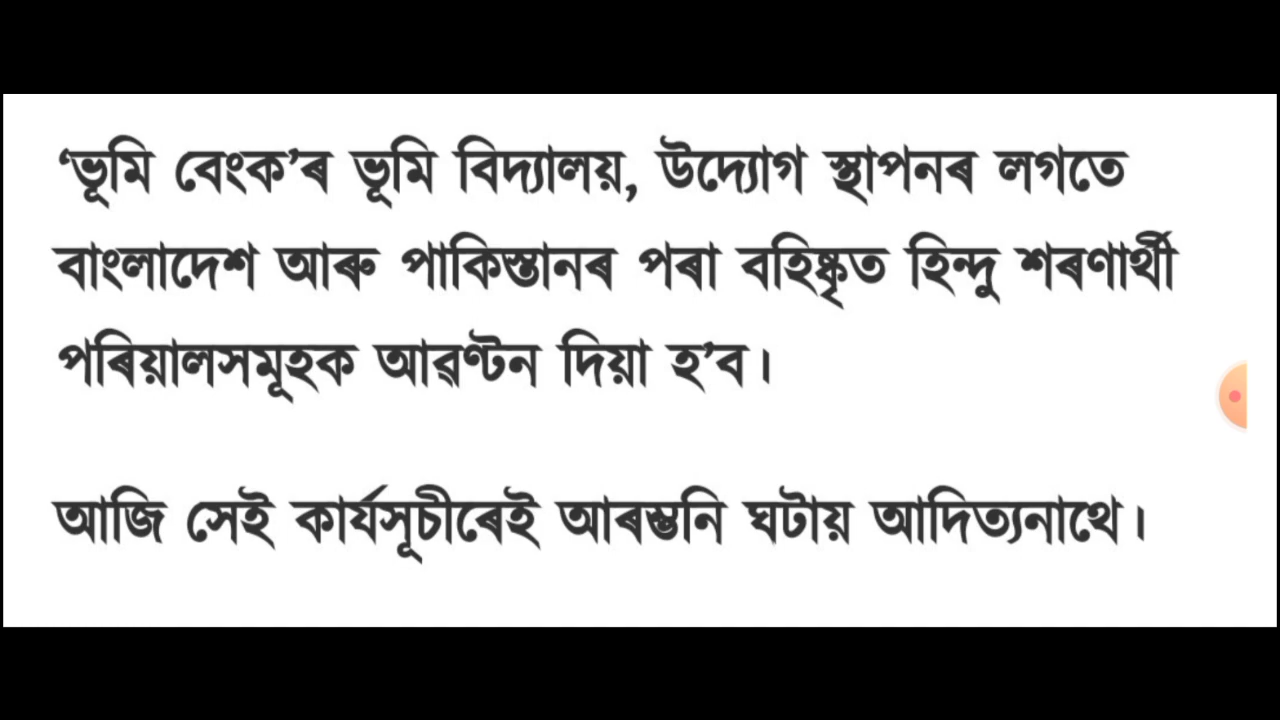 ‘ভূমি বেংক’ৰ ভূমি বিদ্যালয়, উদ্যোগ স্থাপনৰ লগতে
বাংলাদেশ আৰু পাকিস্তানৰ পৰা বহিষ্কৃত হিন্দু শৰণাৰ্থী
পৰিয়ালসমূহক আৱণ্টন দিয়া হ’ব।
আজি সেই কাৰ্যসূচীৰেই আৰম্ভনি ঘটায় আদিত্যনাথে।